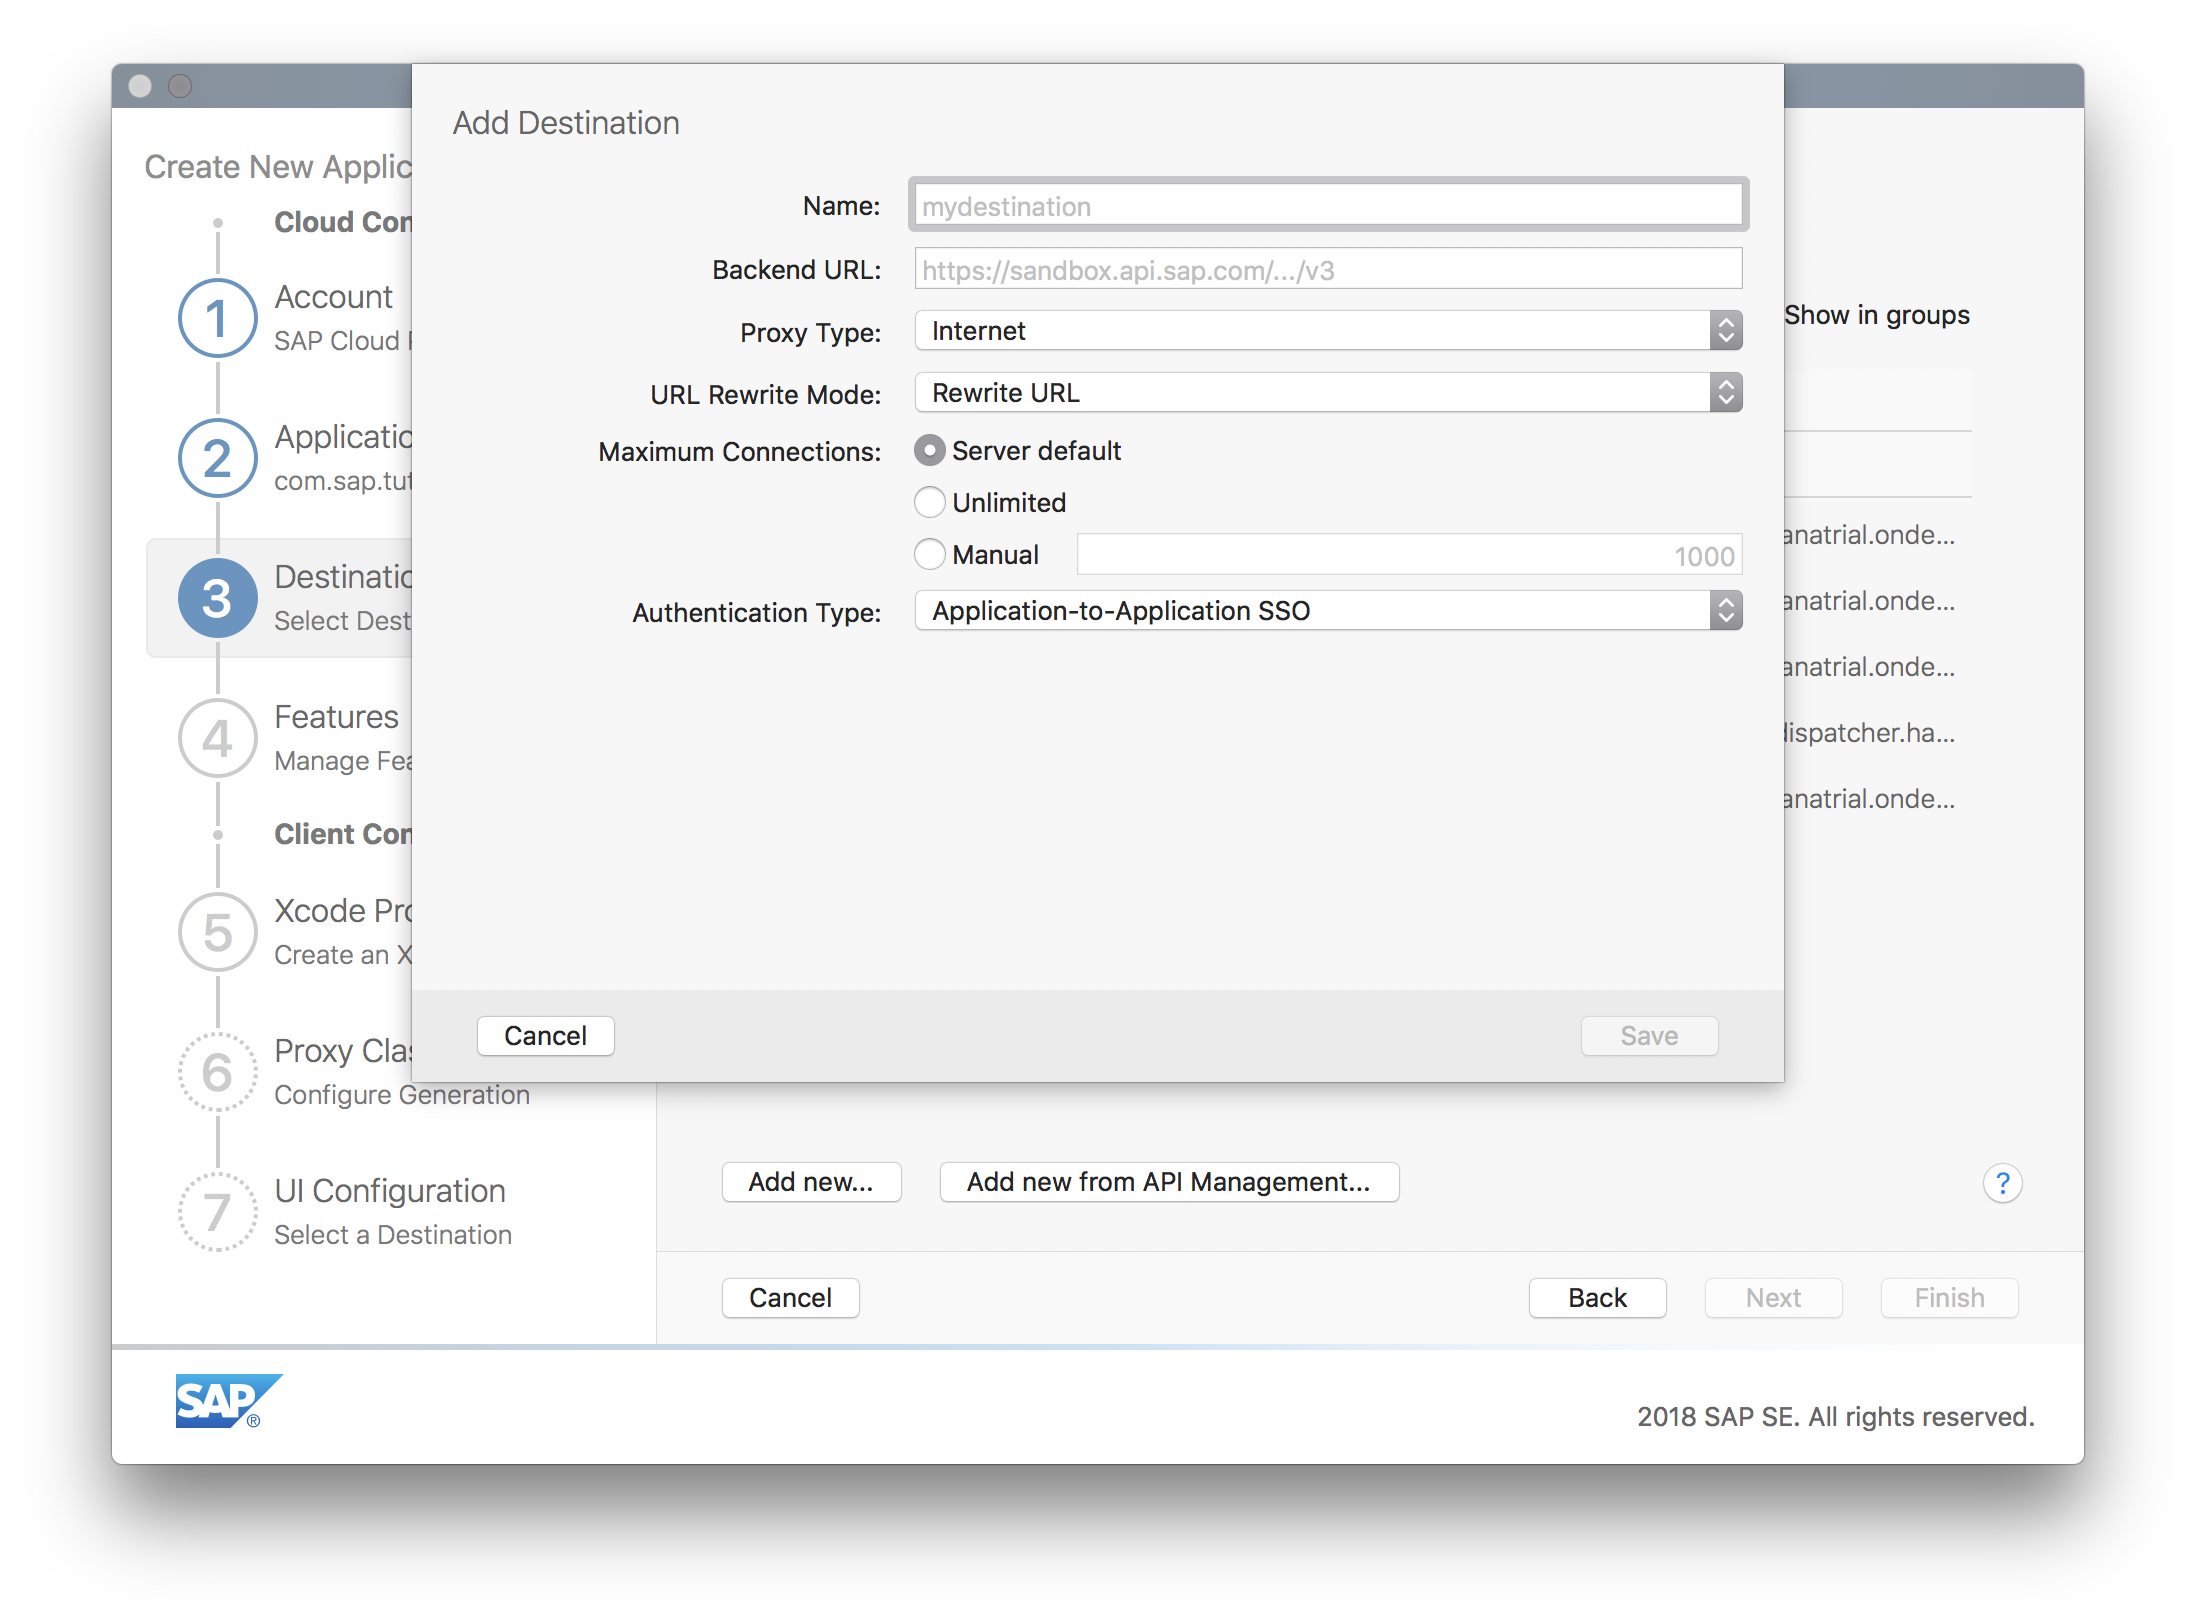 Add Destination
Name:
mydestination
Backend URL:
https://sandbox.api.sap.com/.../v3
Proxy Type:
Internet
URL Rewrite Mode:
Rewrite URL
Maximum Connections:
Server default
Unlimited
Manual
1000
Authentication Type:
Application-to-Application SSO
Cancel
Save
Create New Applic
Cloud Con
1
Account
SAP Cloud
2
Applicatio
com.sap.tut
3
Destinatio
Select Dest
4
Features
Manage Fea
Client Con
5
Xcode Pro
Create an X
6
Proxy Clas
Configure Generation
7
UI Configuration
Select a Destination
Show in groups
anatrial.onde...
anatrial.onde...
anatrial.onde...
dispatcher.ha...
anatrial.onde...
Add new...
Add new from API Management...
?
Cancel
Back
Next
Finish
SAP®
2018 SAP SE. All rights reserved.